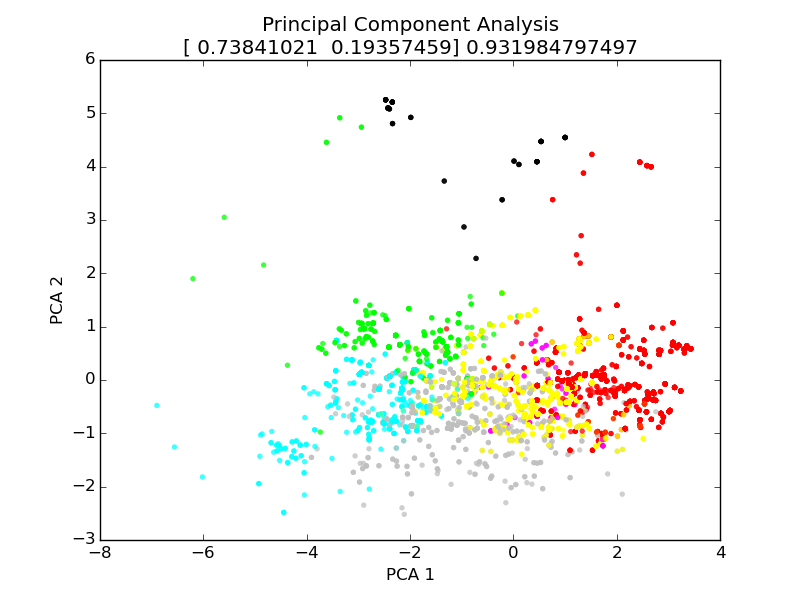 Principal Component Analysis
[ 0.73841021  0.19357459] 0.931984797497
6
5
4
3
2
1
0
−1
−2
−3
PCA 2
−8 −6 −4 −2 0 2 4
PCA 1